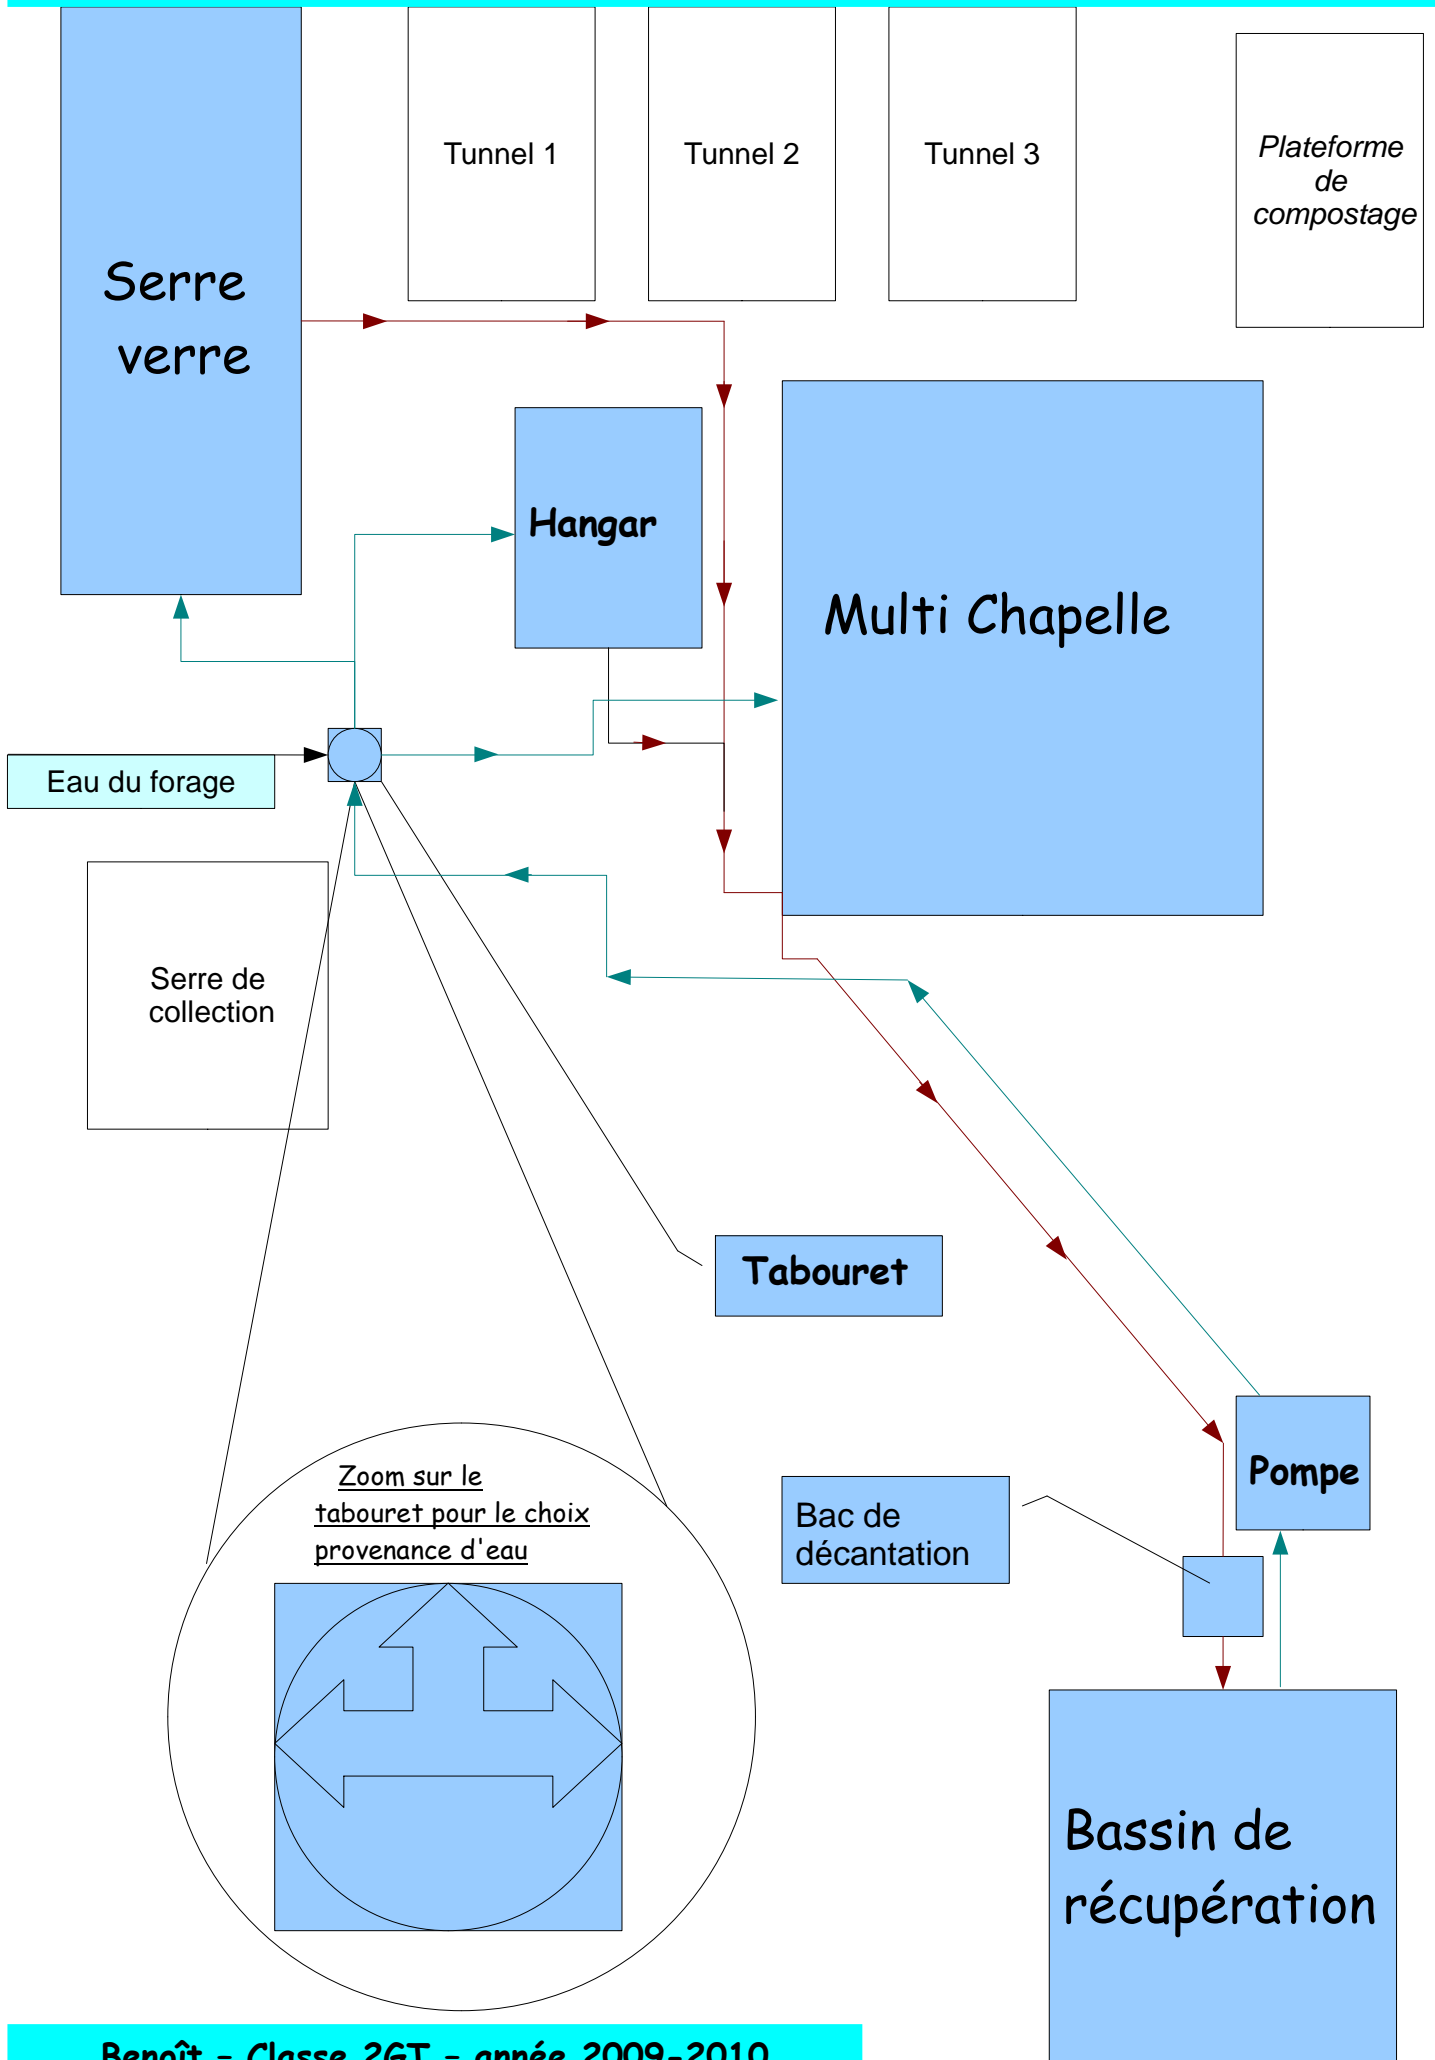 Tunnel 1
Tunnel 2
Tunnel 3
Plateforme
de
compostage
Serre
verre
Hangar
Multi Chapelle
Eau du forage
Serre de
collection
Tabouret
Pompe
Zoom sur le
tabouret pour le choix
provenance d'eau
Bac de
décantation
Bassin de
récupération
Benoît - Classe 2GT - année 2009-2010